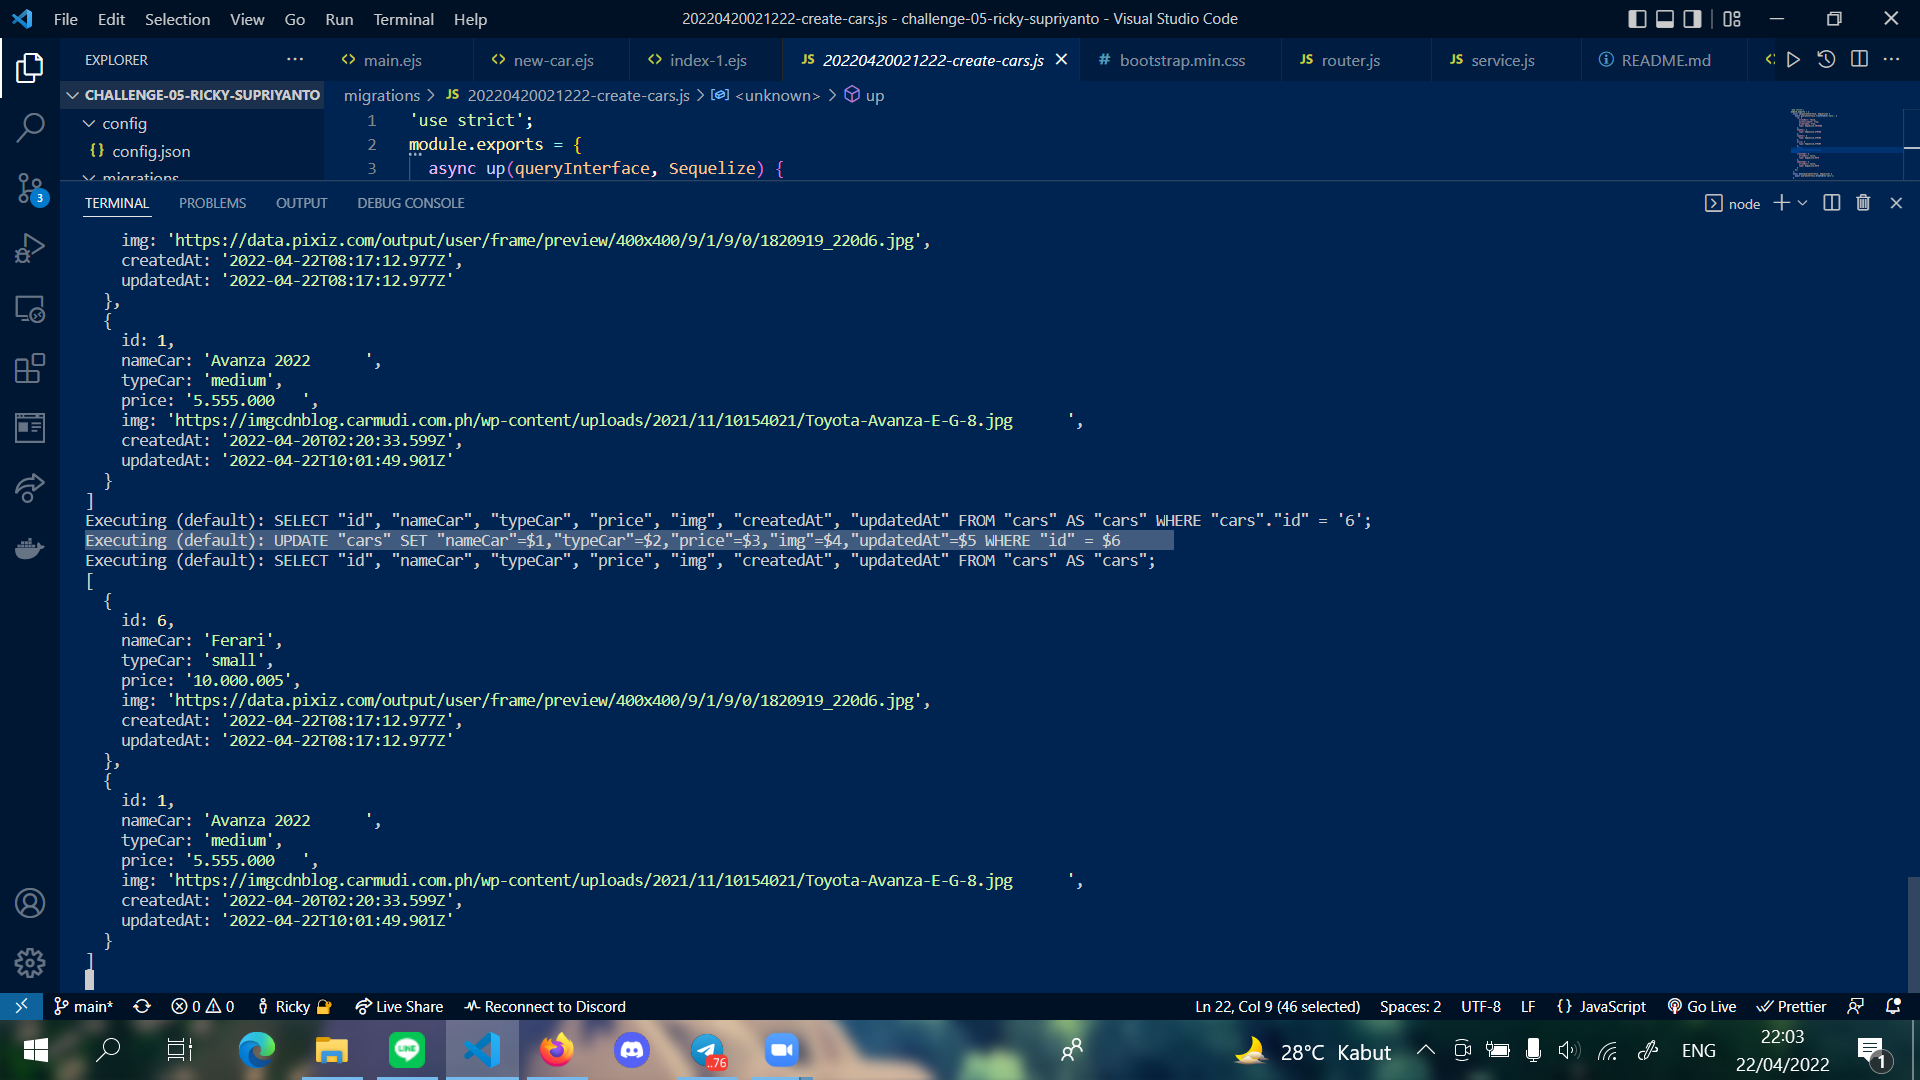 File Edit Selection View Go Run Terminal Help
20220420021222-create-cars.js - challenge-05-ricky-supriyanto - Visual Studio Code
EXPLORER
main.ejs
new-car.ejs
index-1.ejs
JS 20220420021222-create-cars.js
# bootstrap.min.css
JS router.js
JS service.js
README.md
CHALLENGE-05-RICKY-SUPRIYANTO
migrations > JS 20220420021222-create-cars.js > <unknown> > up
config
{} config.json
migrations
1 'use strict';
2 module.exports = {
3 async up(queryInterface, Sequelize) {
3
TERMINAL PROBLEMS OUTPUT DEBUG CONSOLE
node
img: 'https://data.pixiz.com/output/user/frame/preview/400x400/9/1/9/0/1820919_220d6.jpg',
createdAt: '2022-04-22T08:17:12.977Z',
updatedAt: '2022-04-22T08:17:12.977Z'
},
{
id: 1,
nameCar: 'Avanza 2022      ',
typeCar: 'medium',
price: '5.555.000   ',
img: 'https://imgcdnblog.carmudi.com.ph/wp-content/uploads/2021/11/10154021/Toyota-Avanza-E-G-8.jpg      ',
createdAt: '2022-04-20T02:20:33.599Z',
updatedAt: '2022-04-22T10:01:49.901Z'
}
]
Executing (default): SELECT "id", "nameCar", "typeCar", "price", "img", "createdAt", "updatedAt" FROM "cars" AS "cars" WHERE "cars"."id" = '6';
Executing (default): UPDATE "cars" SET "nameCar"=$1,"typeCar"=$2,"price"=$3,"img"=$4,"updatedAt"=$5 WHERE "id" = $6
Executing (default): SELECT "id", "nameCar", "typeCar", "price", "img", "createdAt", "updatedAt" FROM "cars" AS "cars";
[
{
id: 6,
nameCar: 'Ferari',
typeCar: 'small',
price: '10.000.005',
img: 'https://data.pixiz.com/output/user/frame/preview/400x400/9/1/9/0/1820919_220d6.jpg',
createdAt: '2022-04-22T08:17:12.977Z',
updatedAt: '2022-04-22T08:17:12.977Z'
},
{
id: 1,
nameCar: 'Avanza 2022      ',
typeCar: 'medium',
price: '5.555.000   ',
img: 'https://imgcdnblog.carmudi.com.ph/wp-content/uploads/2021/11/10154021/Toyota-Avanza-E-G-8.jpg      ',
createdAt: '2022-04-20T02:20:33.599Z',
updatedAt: '2022-04-22T10:01:49.901Z'
}
]
main* 0 0 Ricky Live Share Reconnect to Discord
Ln 22, Col 9 (46 selected) Spaces: 2 UTF-8 LF {} JavaScript Go Live Prettier
LINE
.76
28°C Kabut
ENG
22:03
22/04/2022
1